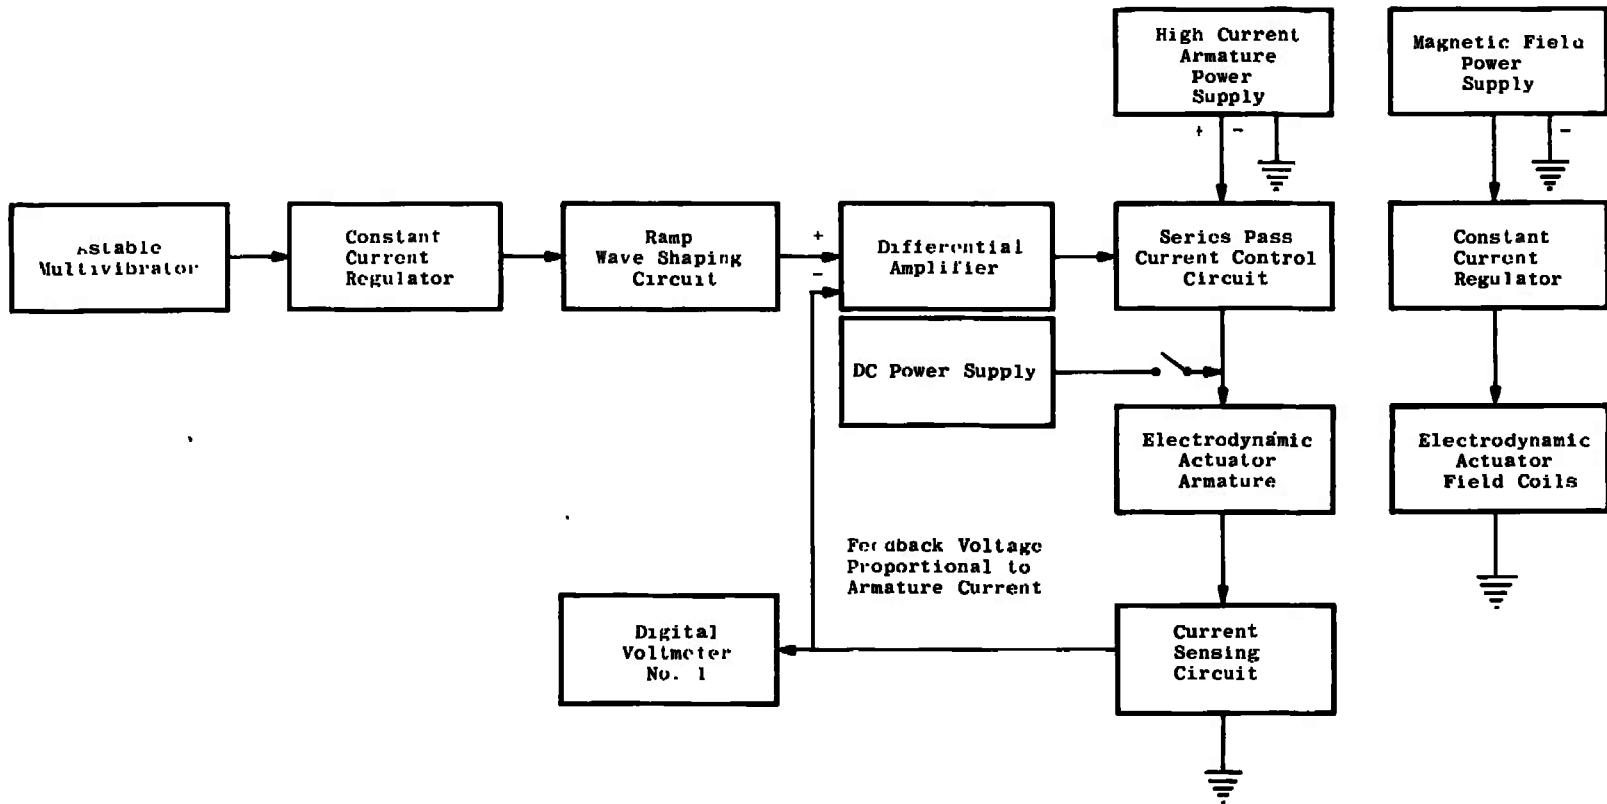 High Current
Armature
Power
Supply
Magnetic Field
Power
Supply
+ -
-
Astable
Multivibrator
Constant
Current
Regulator
Ramp
Wave Shaping
Circuit
+
-
Differential
Amplifier
Series Pass
Current Control
Circuit
Constant
Current
Regulator
DC Power Supply
Electrodynamic
Actuator
Armature
Electrodynamic
Actuator
Field Coils
Feedback Voltage
Proportional to
Armature Current
Digital
Voltmeter
No. 1
Current
Sensing
Circuit